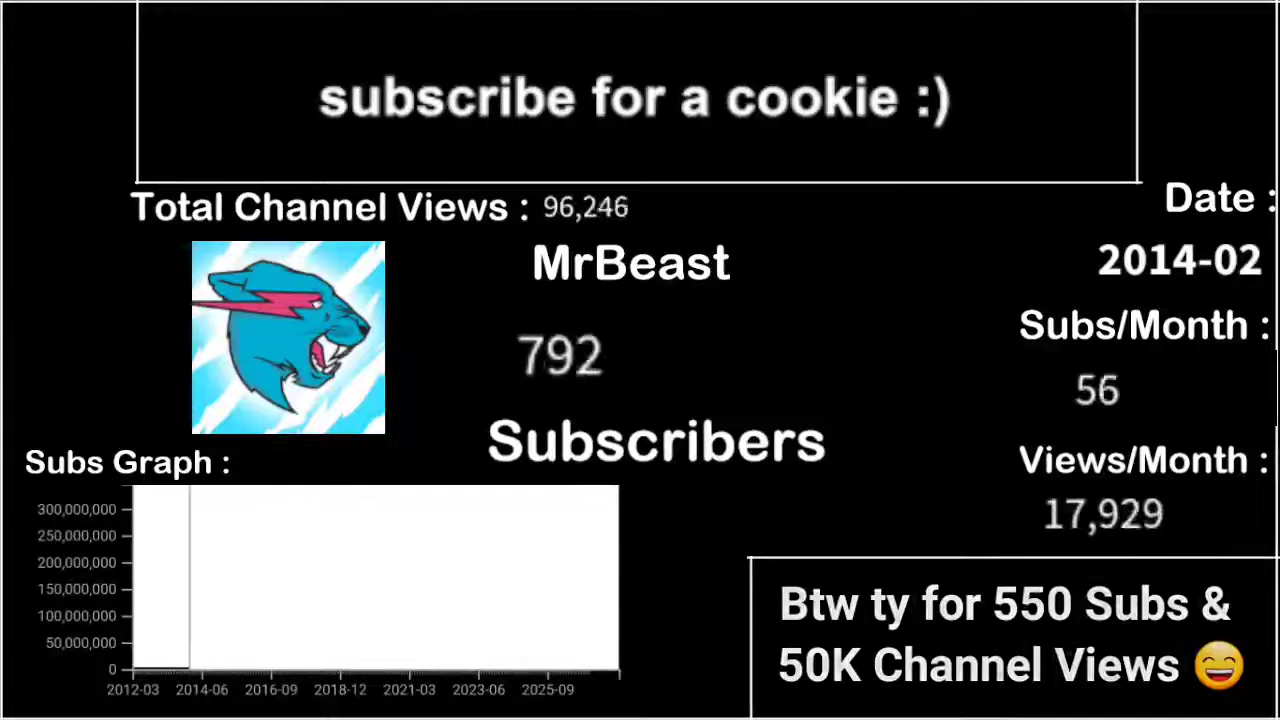 subscribe for a cookie :)
Total Channel Views : 96,246
Date :
MrBeast
2014-02
Subs/Month :
792
56
Subscribers
Subs Graph :
Views/Month :
17,929
300,000,000
250,000,000
200,000,000
150,000,000
100,000,000
50,000,000
0
2012-03 2014-06 2016-09 2018-12 2021-03 2023-06 2025-09
Btw ty for 550 Subs &
50K Channel Views 😄